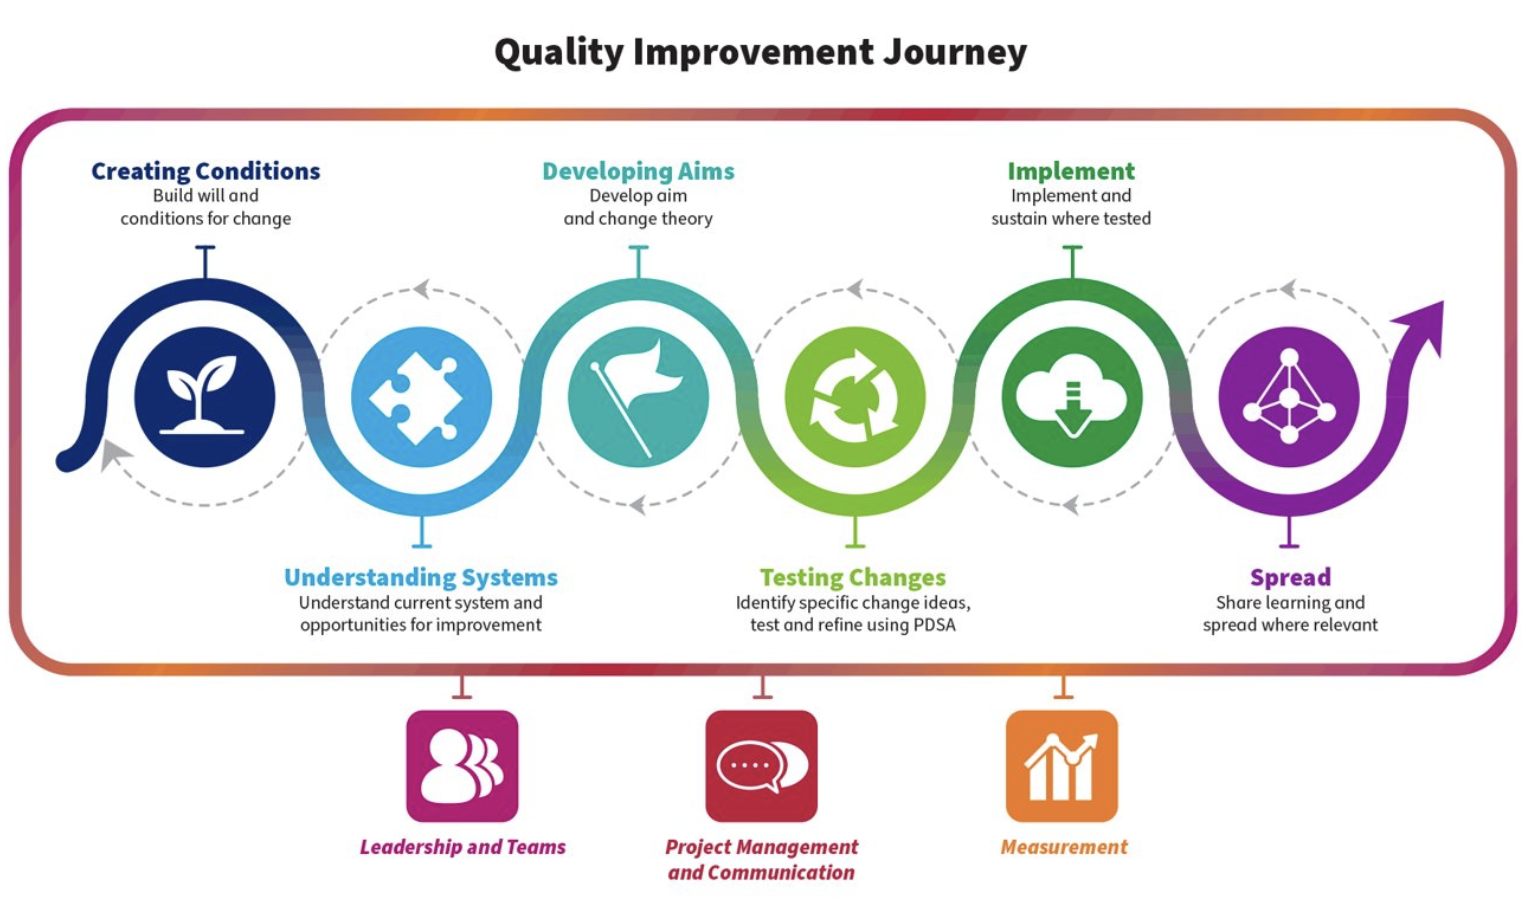 Quality Improvement Journey
Creating Conditions
Build will and
conditions for change
Understanding Systems
Understand current system and
opportunities for improvement
Developing Aims
Develop aim
and change theory
Testing Changes
Identify specific change ideas,
test and refine using PDSA
Implement
Implement and
sustain where tested
Spread
Share learning and
spread where relevant
Leadership and Teams
Project Management
and Communication
Measurement